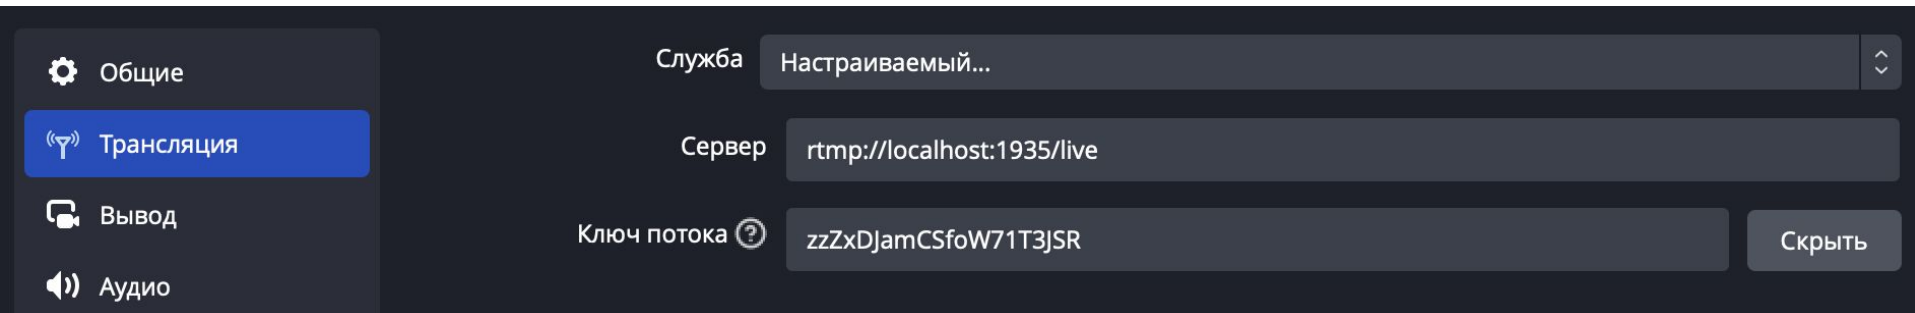 Общие
Трансляция
Вывод
Аудио
Служба Настраиваемый...
Сервер rtmp://localhost:1935/live
Ключ потока ? zzZxDJamCSfoW71T3JSR Скрыть